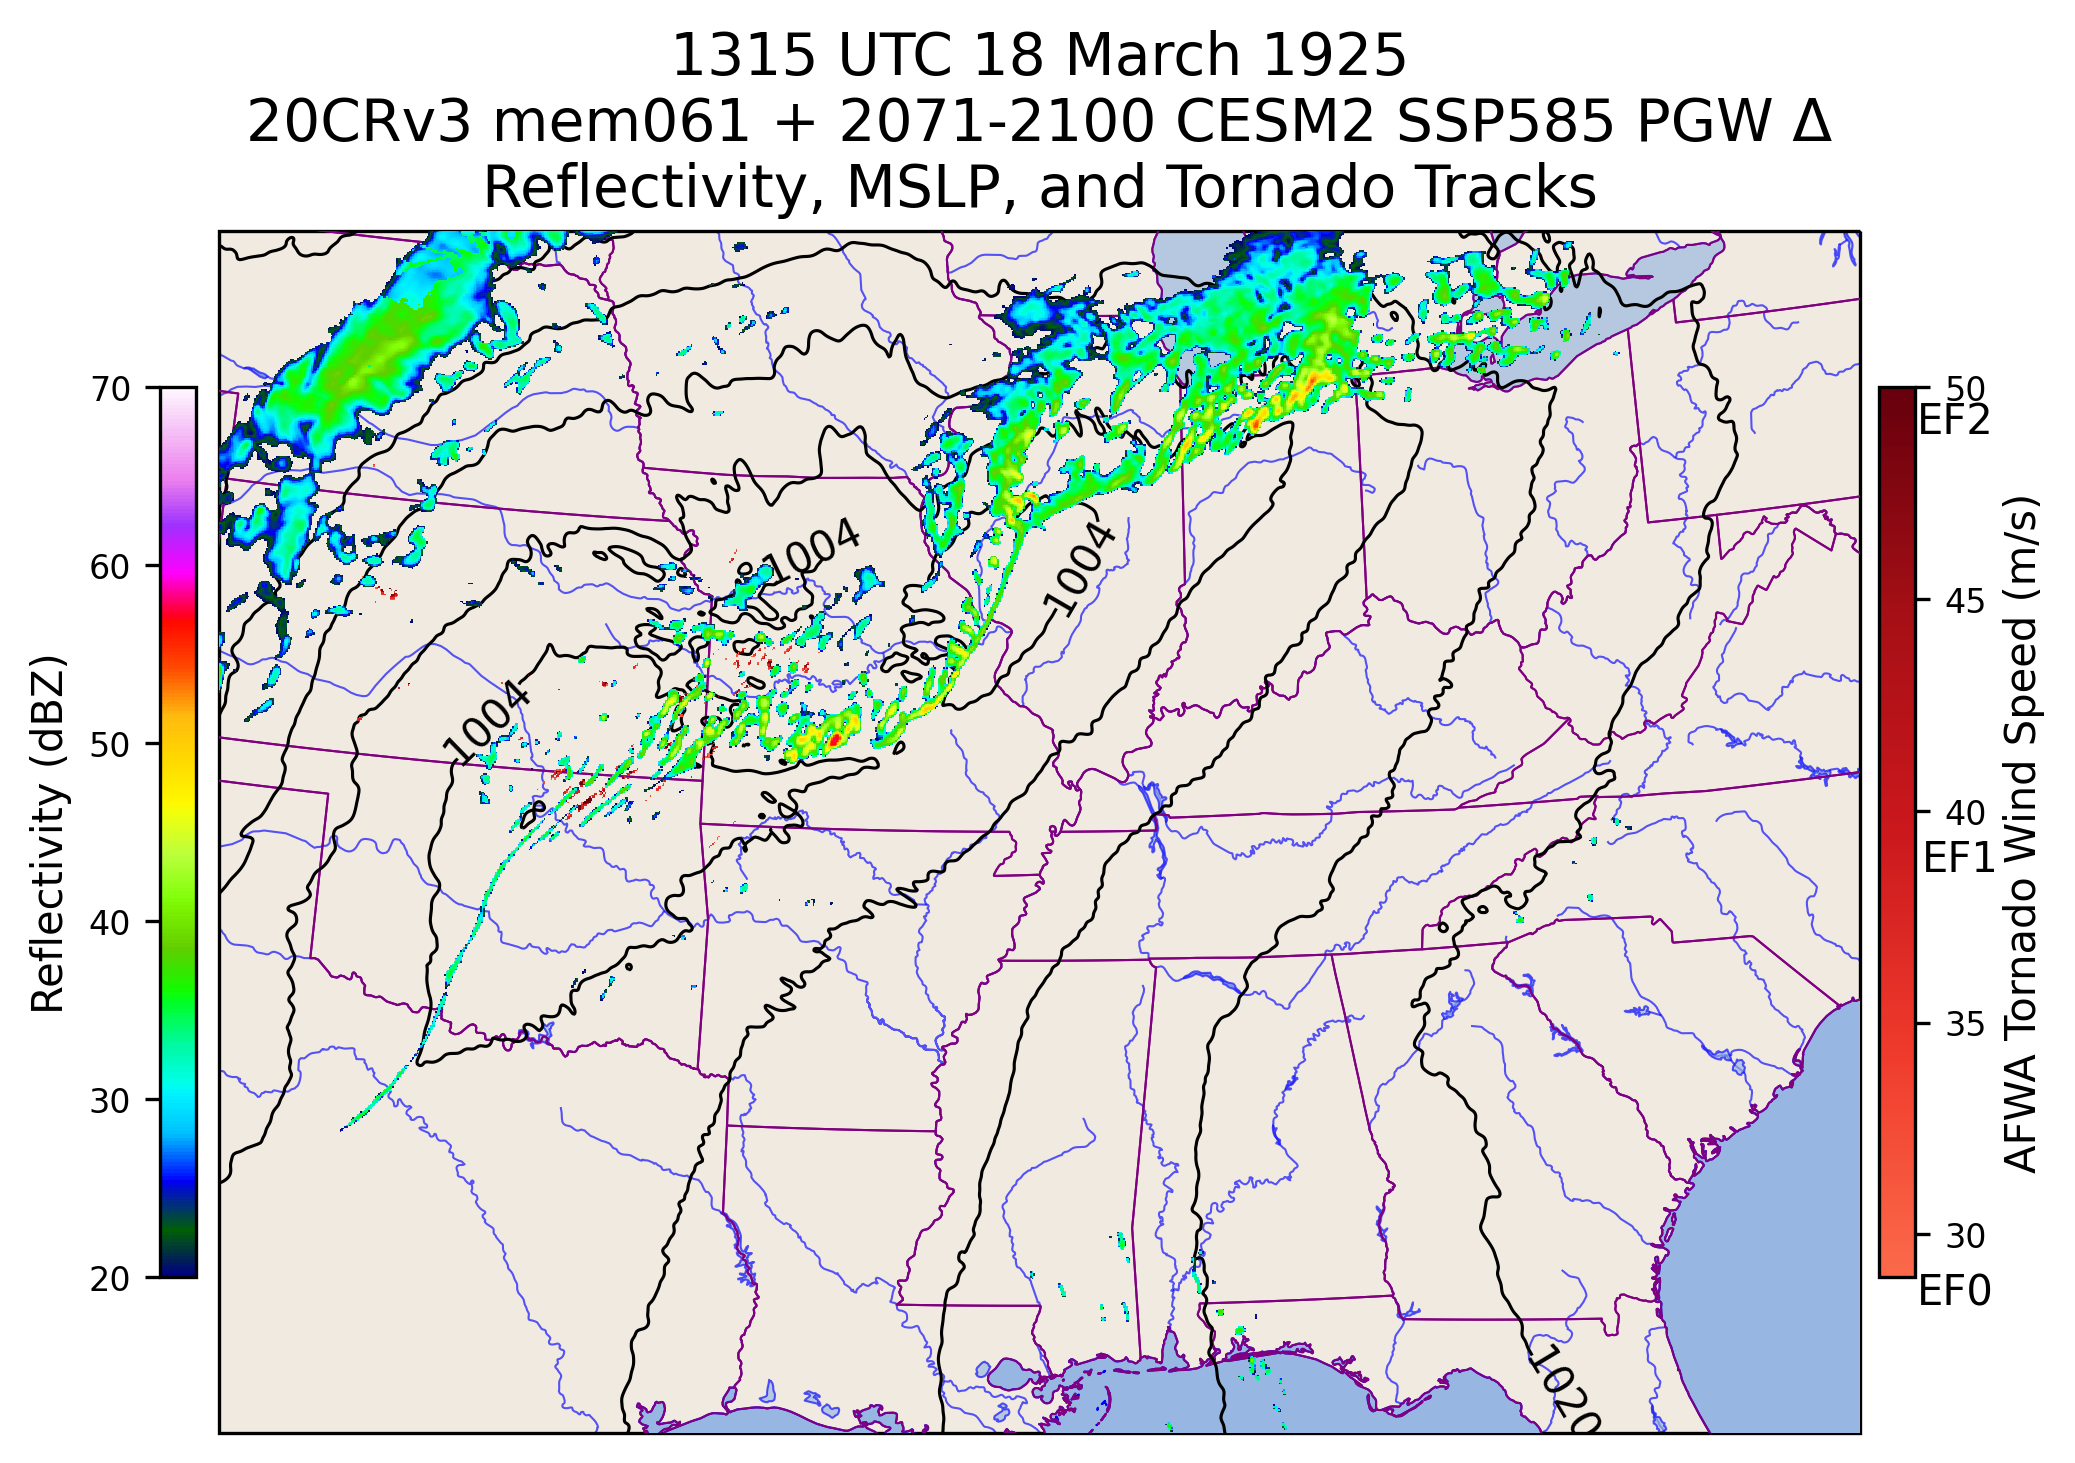 1315 UTC 18 March 1925
20CRv3 mem061 + 2071-2100 CESM2 SSP585 PGW Δ
Reflectivity, MSLP, and Tornado Tracks
Reflectivity (dBZ)
70
60
50
40
30
20
1004
1004
1004
1020
50
EF2
45
40
EF1
35
30
EF0
AFWA Tornado Wind Speed (m/s)